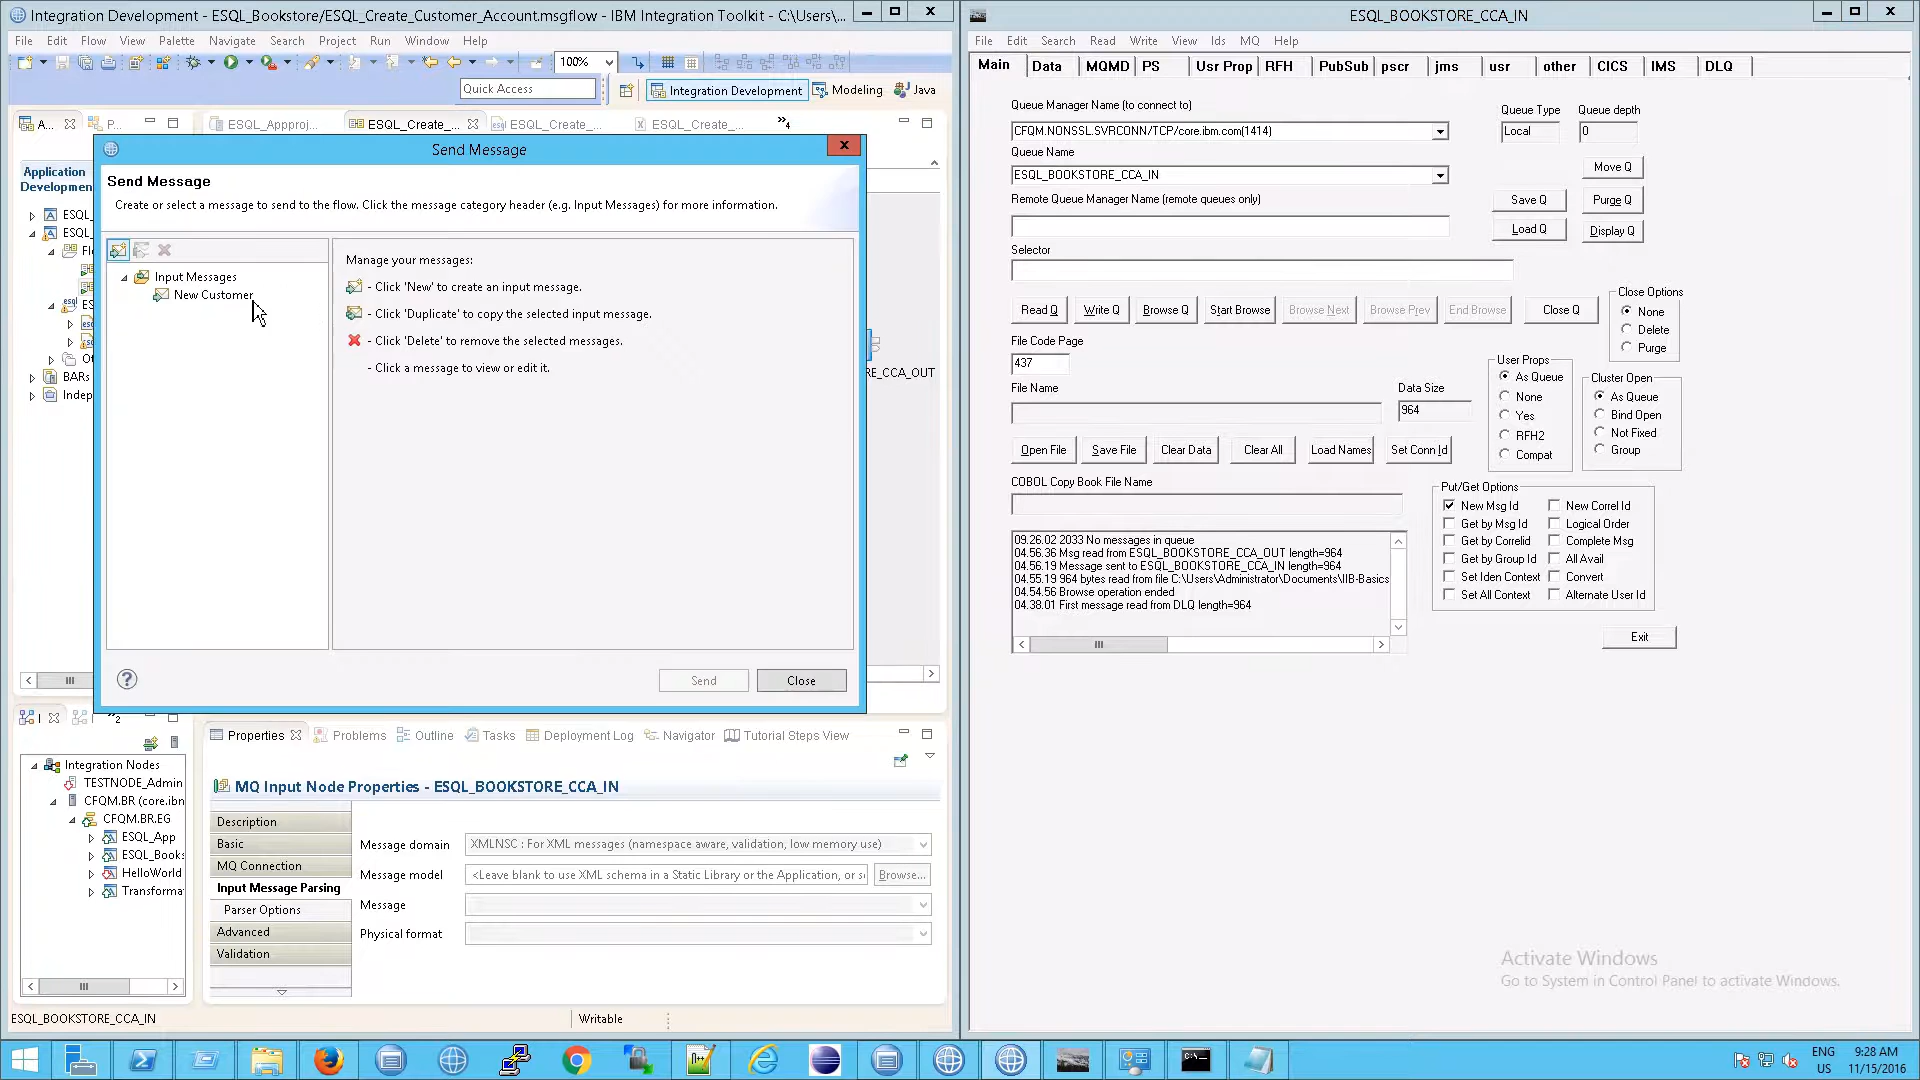 Integration Development - ESQL_Bookstore/ESQL_Create_Customer_Account.msgflow - IBM Integration Toolkit - C:\Users\...
File Edit Flow View Palette Navigate Search Project Run Window Help
100%
Quick Access
Integration Development
Modeling
Java
A...
P...
ESQL_Appproj...
ESQL_Create_...
ESQL_Create_...
ESQL_Create_...
4
Application
Developmen
ESQL_
ESQL_
Fl
ES
Ot
BARs
Indep
RE_CCA_OUT
Send Message
Send Message
Create or select a message to send to the flow. Click the message category header (e.g. Input Messages) for more information.
Input Messages
New Customer
Manage your messages:
- Click 'New' to create an input message.
- Click 'Duplicate' to copy the selected input message.
- Click 'Delete' to remove the selected messages.
- Click a message to view or edit it.
Send
Close
Integration Nodes
TESTNODE_Admin
CFQM.BR (core.ibn
CFQM.BR.EG
ESQL_App
ESQL_Books
HelloWorld
Transforma
Properties Problems Outline Tasks Deployment Log Navigator Tutorial Steps View
MQ Input Node Properties - ESQL_BOOKSTORE_CCA_IN
Description
Basic
MQ Connection
Input Message Parsing
Parser Options
Advanced
Validation
Message domain XMLNSC : For XML messages (namespace aware, validation, low memory use)
Message model <Leave blank to use XML schema in a Static Library or the Application, or s Browse...
Message
Physical format
ESQL_BOOKSTORE_CCA_IN
Writable
ESQL_BOOKSTORE_CCA_IN
File Edit Search Read Write View Ids MQ Help
Main Data MQMD PS Usr Prop RFH PubSub pscr jms usr other CICS IMS DLQ
Queue Manager Name (to connect to)
CFQM.NONSSL.SVRCONN/TCP/core.ibm.com(1414)
Queue Type
Local
Queue depth
0
Queue Name
ESQL_BOOKSTORE_CCA_IN
Move Q
Remote Queue Manager Name (remote queues only)
Save Q
Purge Q
Load Q
Display Q
Selector
Read Q Write Q Browse Q Start Browse Browse Next Browse Prev End Browse Close Q
Close Options
None
Delete
Purge
File Code Page
437
File Name
Data Size
964
User Props
As Queue
None
Yes
RFH2
Compat
Cluster Open
As Queue
Bind Open
Not Fixed
Group
Open File Save File Clear Data Clear All Load Names Set Conn Id
COBOL Copy Book File Name
Put/Get Options
New Msg Id New Correl Id
Get by Msg Id Logical Order
Get by Correlid Complete Msg
Get by Group Id All Avail
Set Iden Context Convert
Set All Context Alternate User Id
09.26.02 2033 No messages in queue
04.56.36 Msg read from ESQL_BOOKSTORE_CCA_OUT length=964
04.56.19 Message sent to ESQL_BOOKSTORE_CCA_IN length=964
04.55.19 964 bytes read from file C:\Users\Administrator\Documents\IIB-Basics
04.54.56 Browse operation ended
04.38.01 First message read from DLQ length=964
Exit
Activate Windows
Go to System in Control Panel to activate Windows.
ENG
US
9:28 AM
11/15/2016